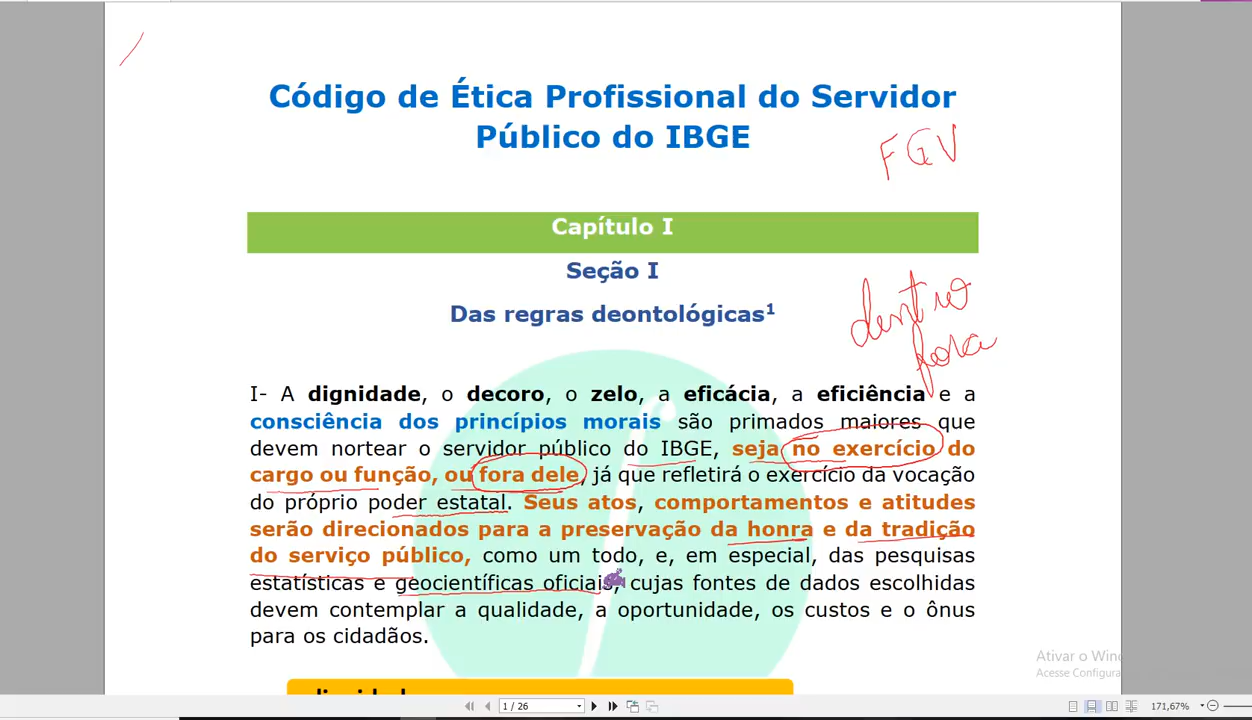 Código de Ética Profissional do Servidor
Público do IBGE
FGV
Capítulo I
Seção I
Das regras deontológicas¹
dentro
fora
I- A dignidade, o decoro, o zelo, a eficácia, a eficiência e a
consciência dos princípios morais são primados maiores que
devem nortear o servidor público do IBGE, seja no exercício do
cargo ou função, ou fora dele, já que refletirá o exercício da vocação
do próprio poder estatal. Seus atos, comportamentos e atitudes
serão direcionados para a preservação da honra e da tradição
do serviço público, como um todo, e, em especial, das pesquisas
estatísticas e geocientíficas oficiais, cujas fontes de dados escolhidas
devem contemplar a qualidade, a oportunidade, os custos e o ônus
para os cidadãos.
Ativar o Win
Acesse Configura
1 / 26
171,67%